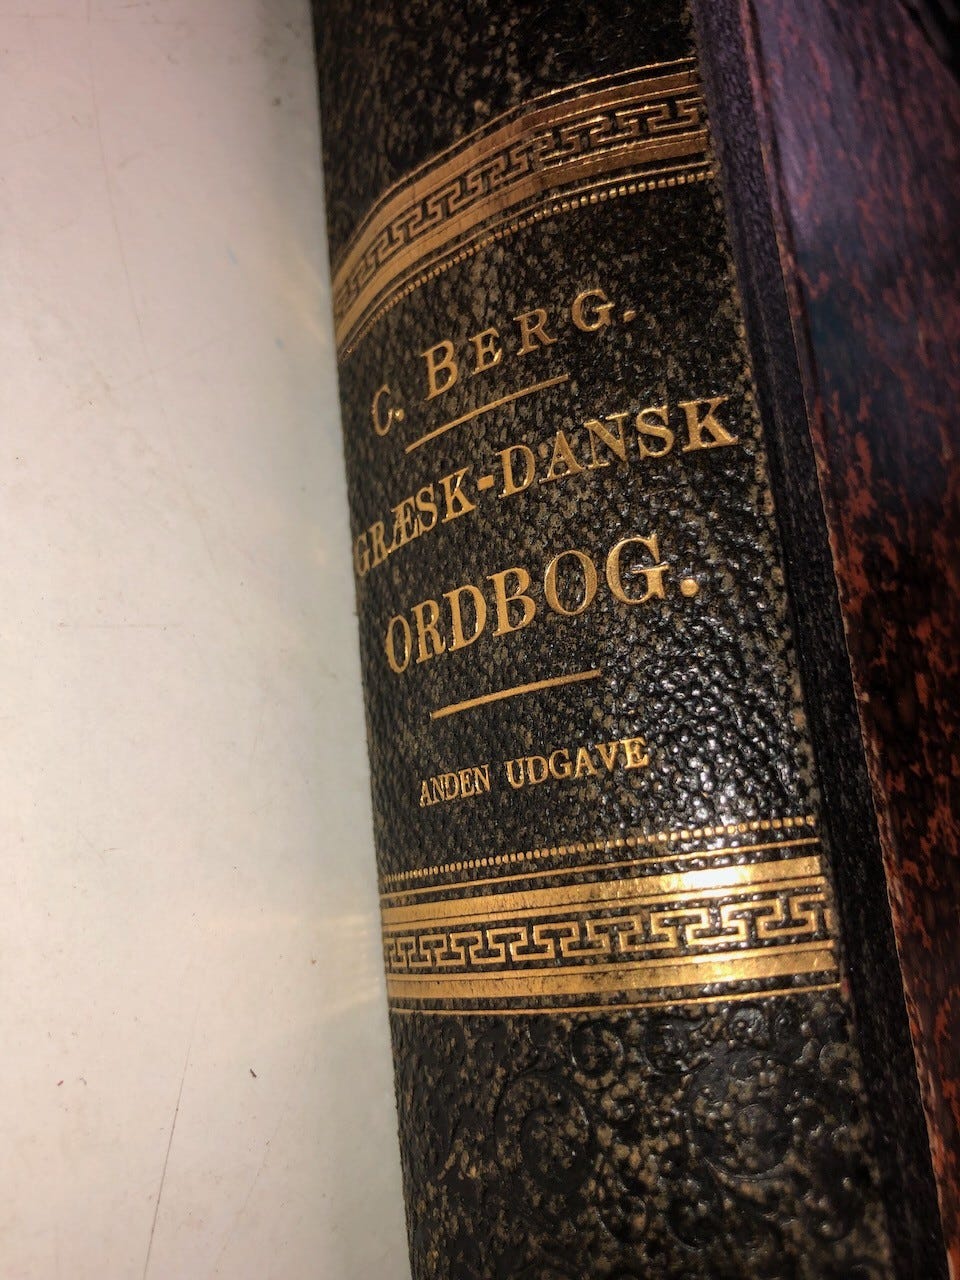 C. BERG.
GRÆSK-DANSK
ORDBOG.
ANDEN UDGAVE